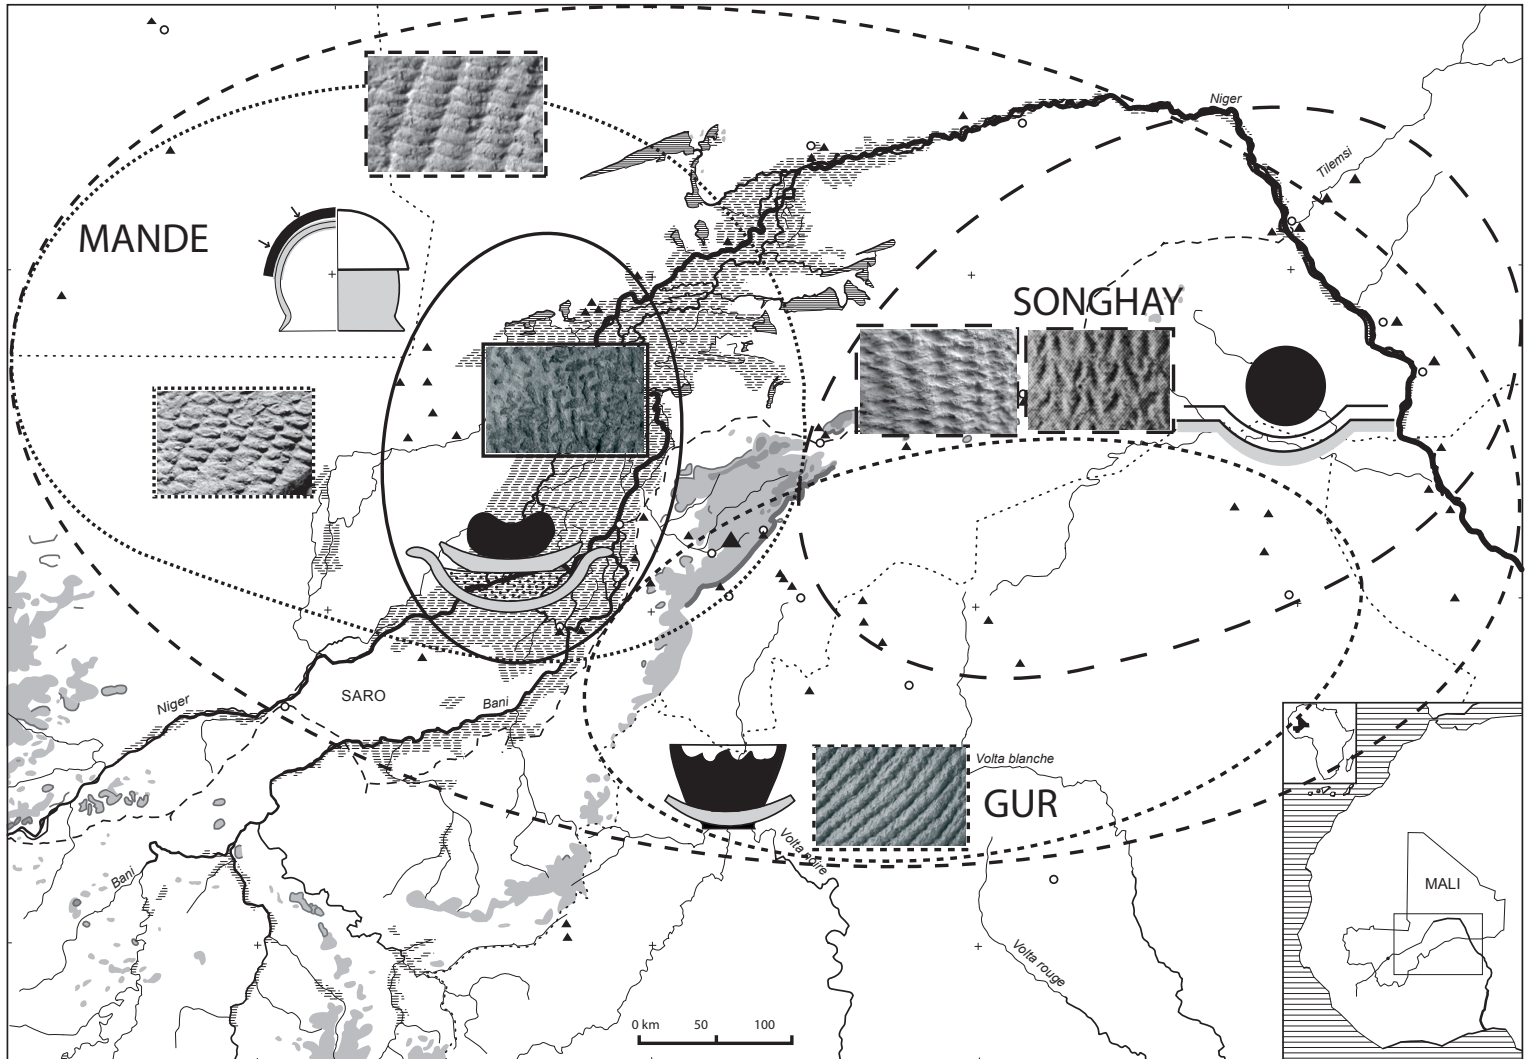 Niger
Tilemsi
MANDE
SONGHAY
SARO
Niger
Bani
Volta blanche
GUR
Volta noire
Bani
MALI
Volta rouge
0 km 50 100